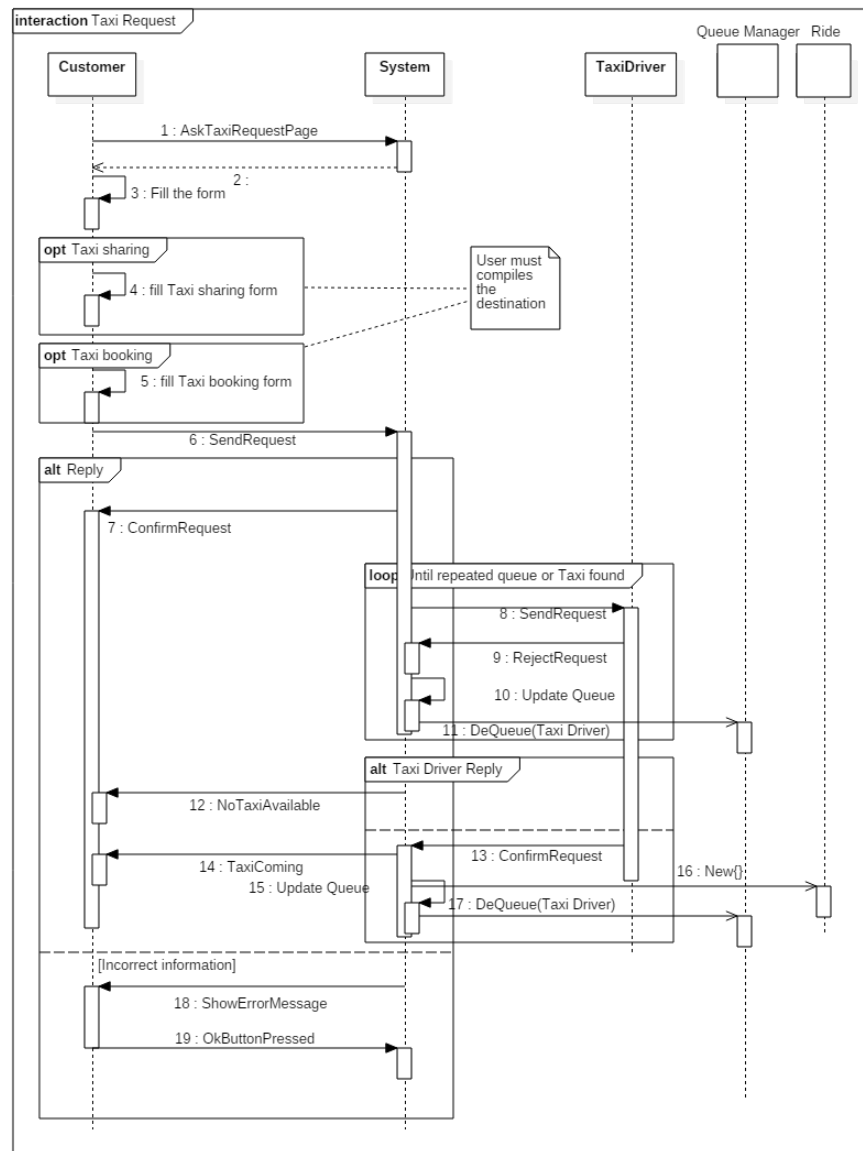 interaction Taxi Request
Queue Manager
Ride
Customer
System
TaxiDriver
1 : AskTaxiRequestPage
2 :
3 : Fill the form
opt Taxi sharing
User must
compiles
the
destination
4 : fill Taxi sharing form
opt Taxi booking
5 : fill Taxi booking form
6 : SendRequest
alt Reply
7 : ConfirmRequest
loop Until repeated queue or Taxi found
8 : SendRequest
9 : RejectRequest
10 : Update Queue
11 : DeQueue(Taxi Driver)
alt Taxi Driver Reply
12 : NoTaxiAvailable
13 : ConfirmRequest
14 : TaxiComing
16 : New{}
15 : Update Queue
17 : DeQueue(Taxi Driver)
[Incorrect information]
18 : ShowErrorMessage
19 : OkButtonPressed